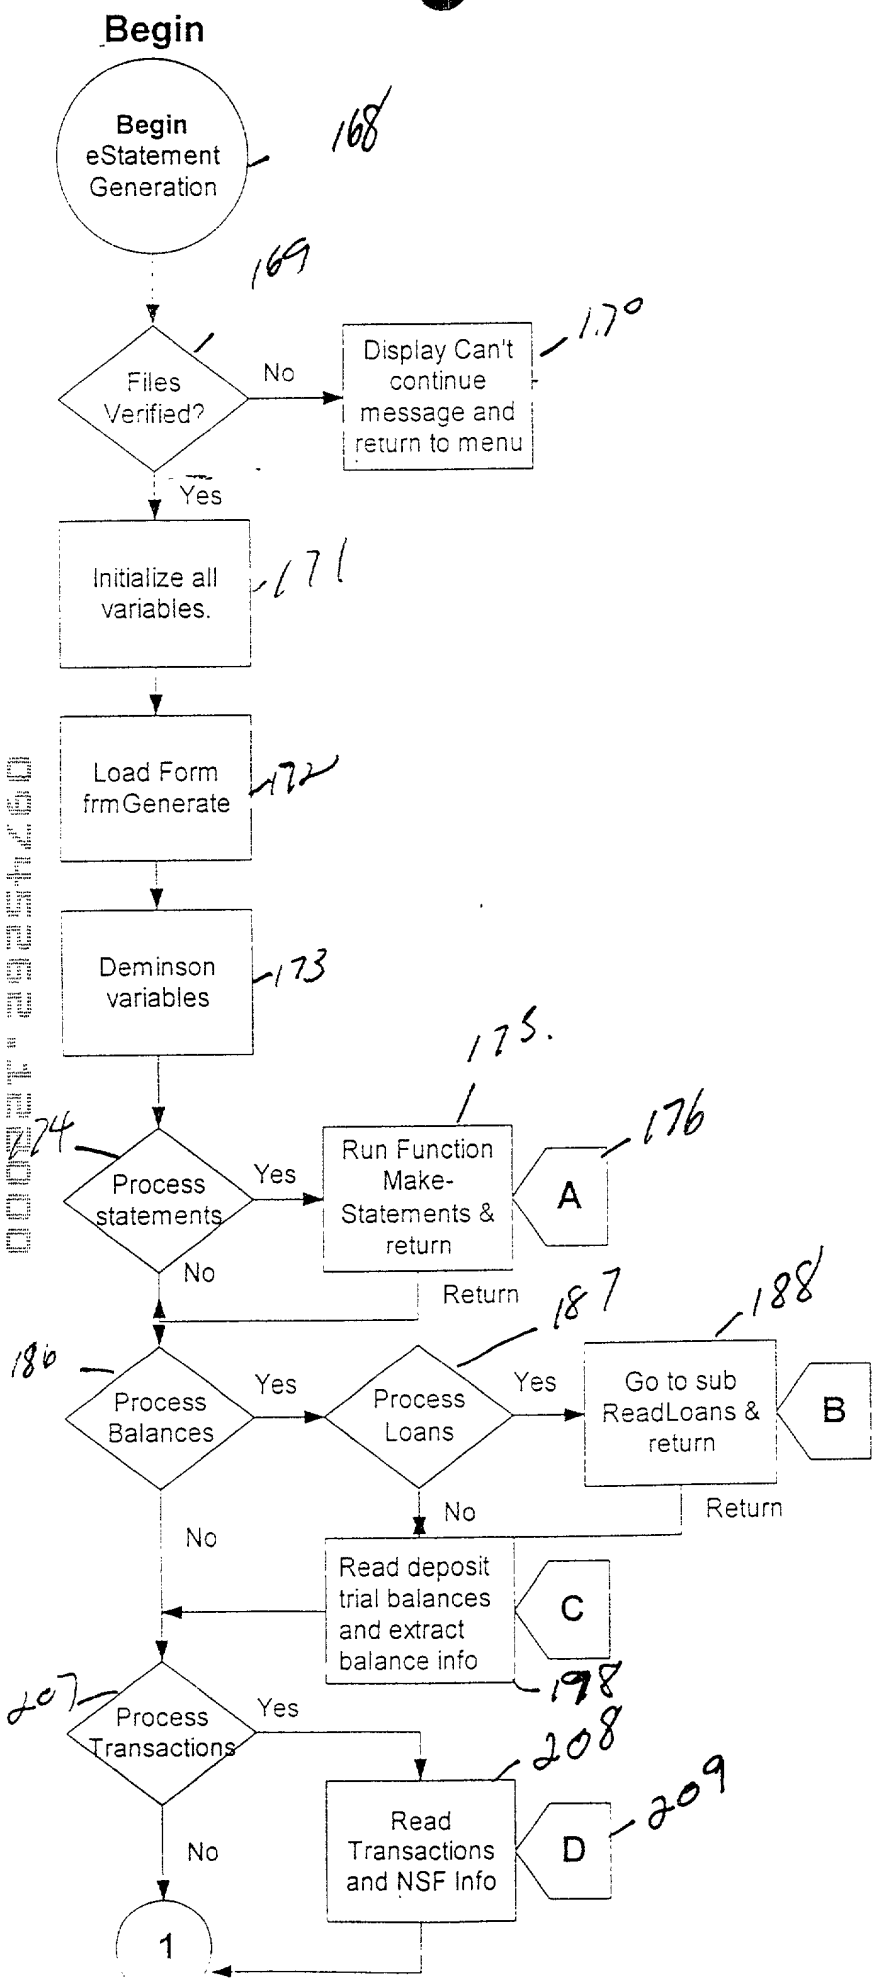 Begin
Begin
eStatement
Generation
168
169
Files
Verified?
No
Display Can't
continue
message and
return to menu
170
Yes
Initialize all
variables.
171
Load Form
frmGenerate
172
Deminson
variables
173
09745262.120000
174
Process
statements
Yes
Run Function
Make-
Statements &
return
175.
A
176
No
Return
186
Process
Balances
Yes
Process
Loans
187
Yes
Go to sub
ReadLoans &
return
188
B
No
No
Return
Read deposit
trial balances
and extract
balance info
C
198
207
Process
Transactions
Yes
208
Read
Transactions
and NSF Info
D
209
No
1